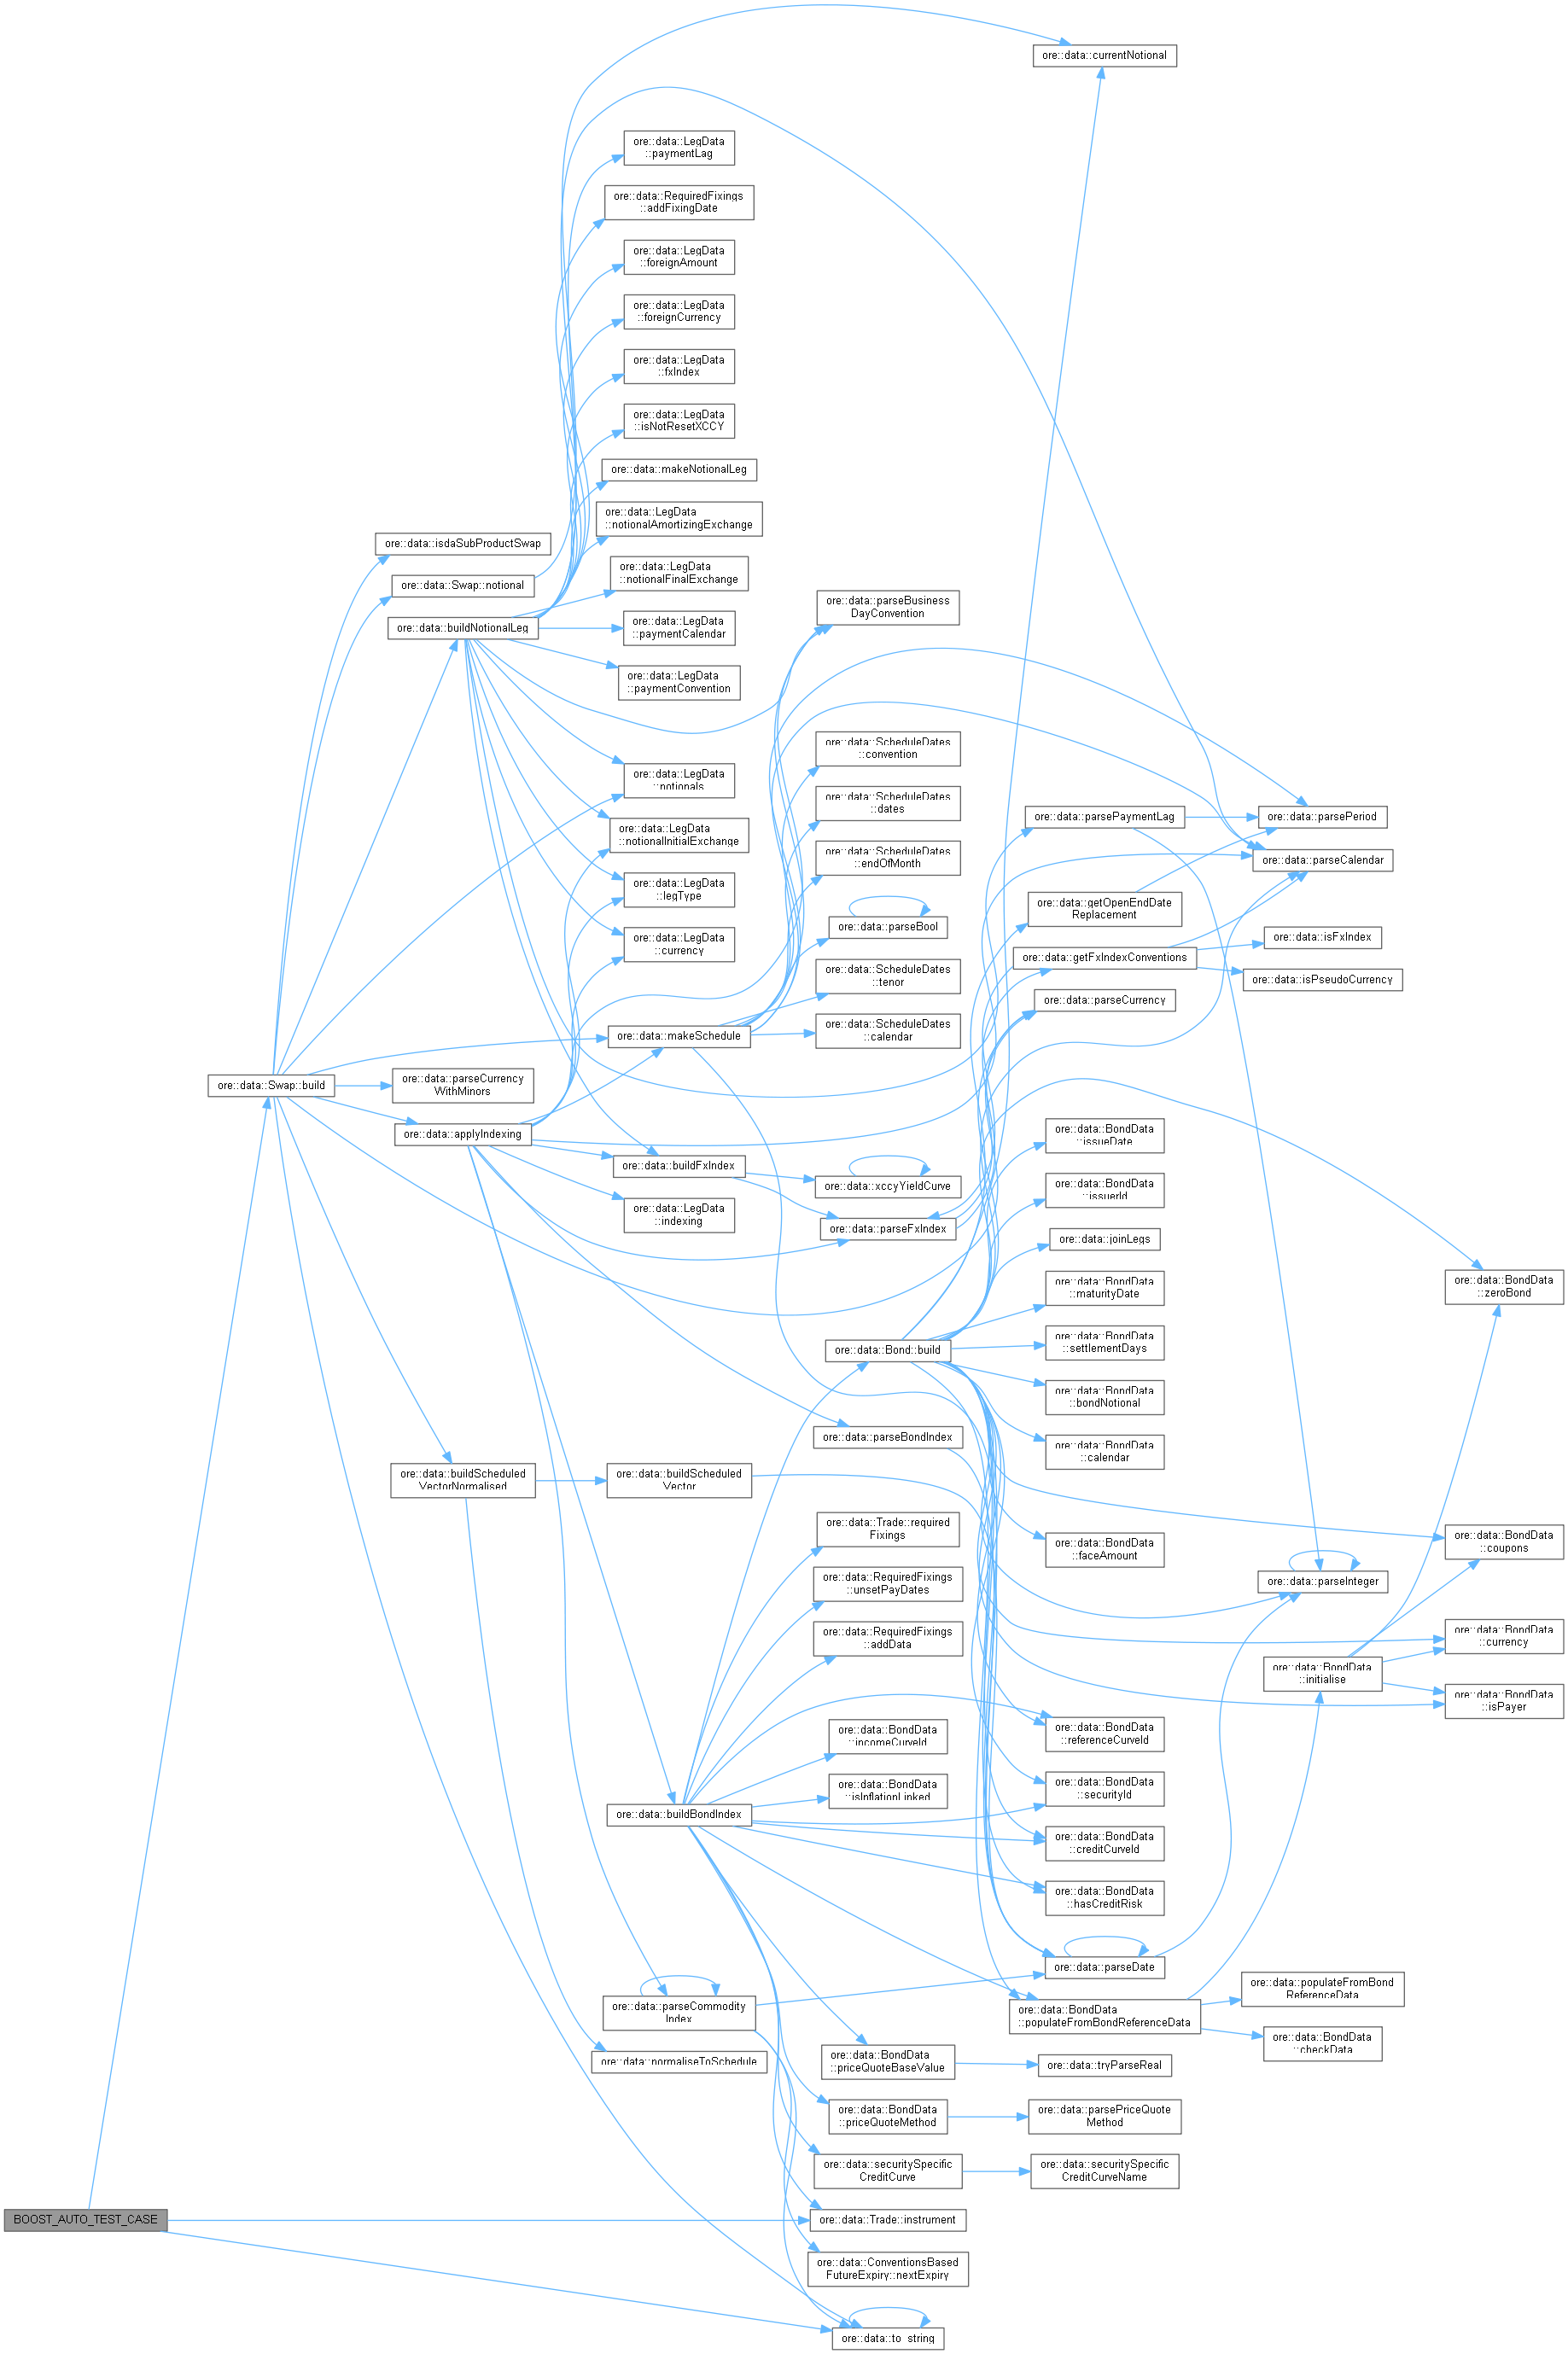 ore::data::currentNotional
ore::data::LegData
::paymentLag
ore::data::RequiredFixings
::addFixingDate
ore::data::LegData
::foreignAmount
ore::data::LegData
::foreignCurrency
ore::data::LegData
::fxIndex
ore::data::LegData
::isNotResetXCCY
ore::data::makeNotionalLeg
ore::data::LegData
::notionalAmortizingExchange
ore::data::isdaSubProductSwap
ore::data::LegData
::notionalFinalExchange
ore::data::Swap::notional
ore::data::parseBusiness
DayConvention
ore::data::buildNotionalLeg
ore::data::LegData
::paymentCalendar
ore::data::LegData
::paymentConvention
ore::data::ScheduleDates
::convention
ore::data::LegData
::notionals
ore::data::ScheduleDates
::dates
ore::data::parsePaymentLag
ore::data::parsePeriod
ore::data::LegData
::notionalInitialExchange
ore::data::ScheduleDates
::endOfMonth
ore::data::parseCalendar
ore::data::LegData
::legType
ore::data::getOpenEndDate
Replacement
ore::data::parseBool
ore::data::LegData
::currency
ore::data::isFxIndex
ore::data::getFxIndexConventions
ore::data::ScheduleDates
::tenor
ore::data::isPseudoCurrency
ore::data::parseCurrency
ore::data::makeSchedule
ore::data::ScheduleDates
::calendar
ore::data::Swap::build
ore::data::parseCurrency
WithMinors
ore::data::applyIndexing
ore::data::BondData
::issueDate
ore::data::buildFxIndex
ore::data::xccyYieldCurve
ore::data::BondData
::issuerId
ore::data::LegData
::indexing
ore::data::parseFxIndex
ore::data::joinLegs
ore::data::BondData
::maturityDate
ore::data::BondData
::zeroBond
ore::data::Bond::build
ore::data::BondData
::settlementDays
ore::data::BondData
::bondNotional
ore::data::parseBondIndex
ore::data::BondData
::calendar
ore::data::buildScheduled
VectorNormalised
ore::data::buildScheduled
Vector
ore::data::Trade::required
Fixings
ore::data::BondData
::faceAmount
ore::data::BondData
::coupons
ore::data::RequiredFixings
::unsetPayDates
ore::data::parseInteger
ore::data::RequiredFixings
::addData
ore::data::BondData
::currency
ore::data::BondData
::initialise
ore::data::BondData
::isPayer
ore::data::BondData
::incomeCurveId
ore::data::BondData
::referenceCurveId
ore::data::BondData
::isInflationLinked
ore::data::BondData
::securityId
ore::data::buildBondIndex
ore::data::BondData
::creditCurveId
ore::data::BondData
::hasCreditRisk
ore::data::parseDate
ore::data::populateFromBond
ReferenceData
ore::data::parseCommodity
Index
ore::data::BondData
::populateFromBondReferenceData
ore::data::BondData
::checkData
ore::data::normaliseToSchedule
ore::data::BondData
::priceQuoteBaseValue
ore::data::tryParseReal
ore::data::BondData
::priceQuoteMethod
ore::data::parsePriceQuote
Method
ore::data::securitySpecific
CreditCurve
ore::data::securitySpecific
CreditCurveName
BOOST_AUTO_TEST_CASE
ore::data::Trade::instrument
ore::data::ConventionsBased
FutureExpiry::nextExpiry
ore::data::to_string